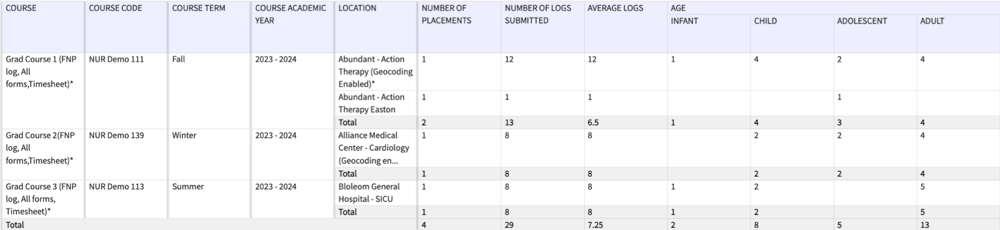 COURSE COURSE CODE COURSE TERM COURSE ACADEMIC LOCATION NUMBER OF NUMBER OF LOGS AVERAGE LOGS AGE
YEAR PLACEMENTS SUBMITTED INFANT CHILD ADOLESCENT ADULT
Grad Course 1 (FNP NUR Demo 111 Fall 2023 - 2024 Abundant - Action 1 12 12 1 4 2 4
log, All Therapy (Geocoding
forms,Timesheet)* Enabled)*
Abundant - Action 1 1 1 1
Therapy Easton
Total 2 13 6.5 1 4 3 4
Grad Course 2(FNP NUR Demo 139 Winter 2023 - 2024 Alliance Medical 1 8 8 2 2 4
log, All Center - Cardiology
forms,Timesheet)* (Geocoding en...
Total 1 8 8 2 2 4
Grad Course 3 (FNP NUR Demo 113 Summer 2023 - 2024 Bloleom General 1 8 8 1 2 5
log, All forms, Hospital - SICU
Timesheet)* Total 1 8 8 1 2 5
Total 4 29 7.25 2 8 5 13